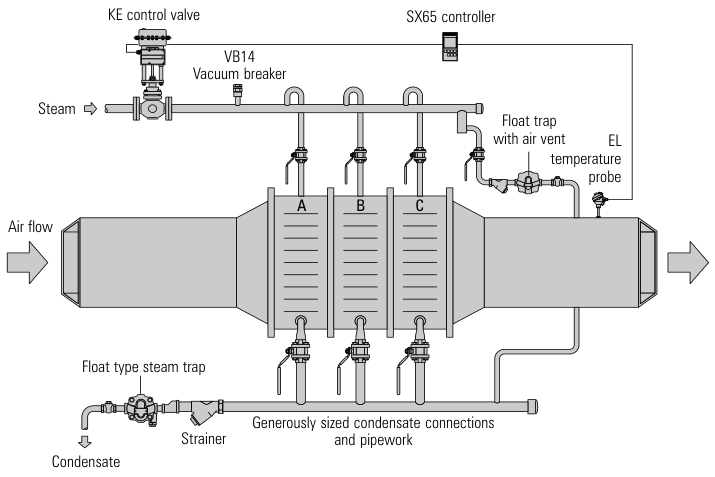 KE control valve
SX65 controller
VB14
Vacuum breaker
Steam
Float trap
with air vent
EL
temperature
probe
Air flow
A
B
C
Float type steam trap
Strainer
Generously sized condensate connections
and pipework
Condensate